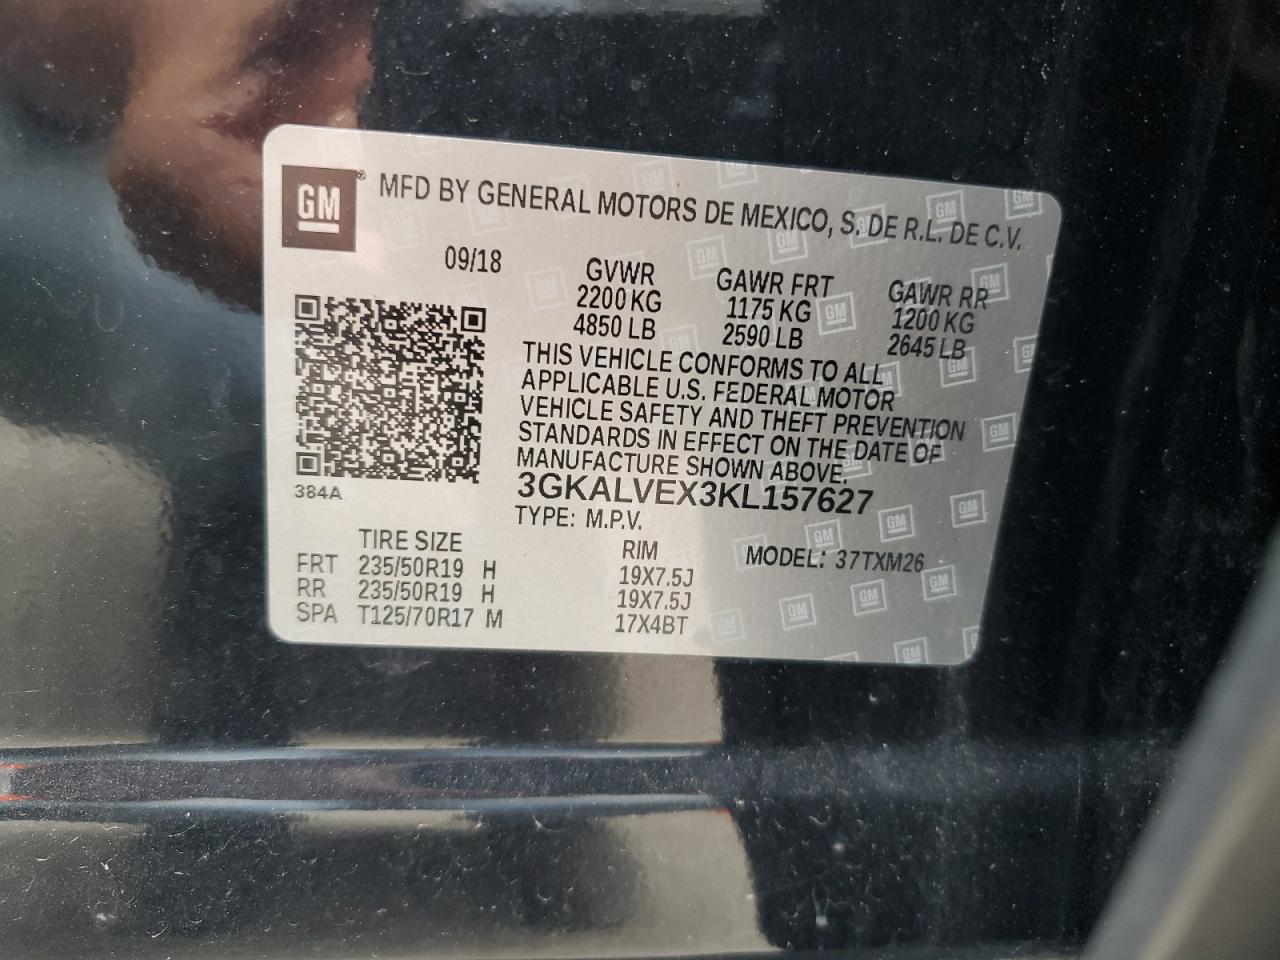 GM® MFD BY GENERAL MOTORS DE MEXICO, S. DE R.L. DE C.V.
09/18 GVWR GAWR FRT GAWR RR
2200 KG 1175 KG 1200 KG
4850 LB 2590 LB 2645 LB
THIS VEHICLE CONFORMS TO ALL
APPLICABLE U.S. FEDERAL MOTOR
VEHICLE SAFETY AND THEFT PREVENTION
STANDARDS IN EFFECT ON THE DATE OF
MANUFACTURE SHOWN ABOVE.
384A 3GKALVEX3KL157627
TYPE: M.P.V.
TIRE SIZE RIM MODEL: 37TXM26
FRT 235/50R19 H 19X7.5J
RR 235/50R19 H 19X7.5J
SPA T125/70R17 M 17X4BT